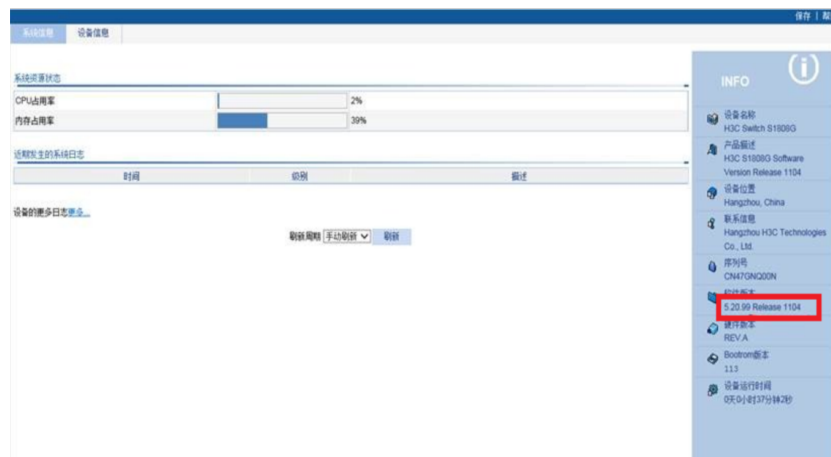 保存 | 帮
系统信息 设备信息
系统资源状态
CPU占用率 2%
内存占用率 39%
近期发生的系统日志
时间 级别 描述
设备的更多日志更多...
刷新周期 手动刷新 刷新
INFO
设备名称
H3C Switch S1808G
产品概述
H3C S1808G Software
Version Release 1104
设备位置
Hangzhou, China
联系信息
Hangzhou H3C Technologies
Co., Ltd.
序列号
CN47GNQ00N
软件版本
5.20.99 Release 1104
硬件版本
REV.A
Bootrom版本
113
设备运行时间
0天0小时37分钟2秒